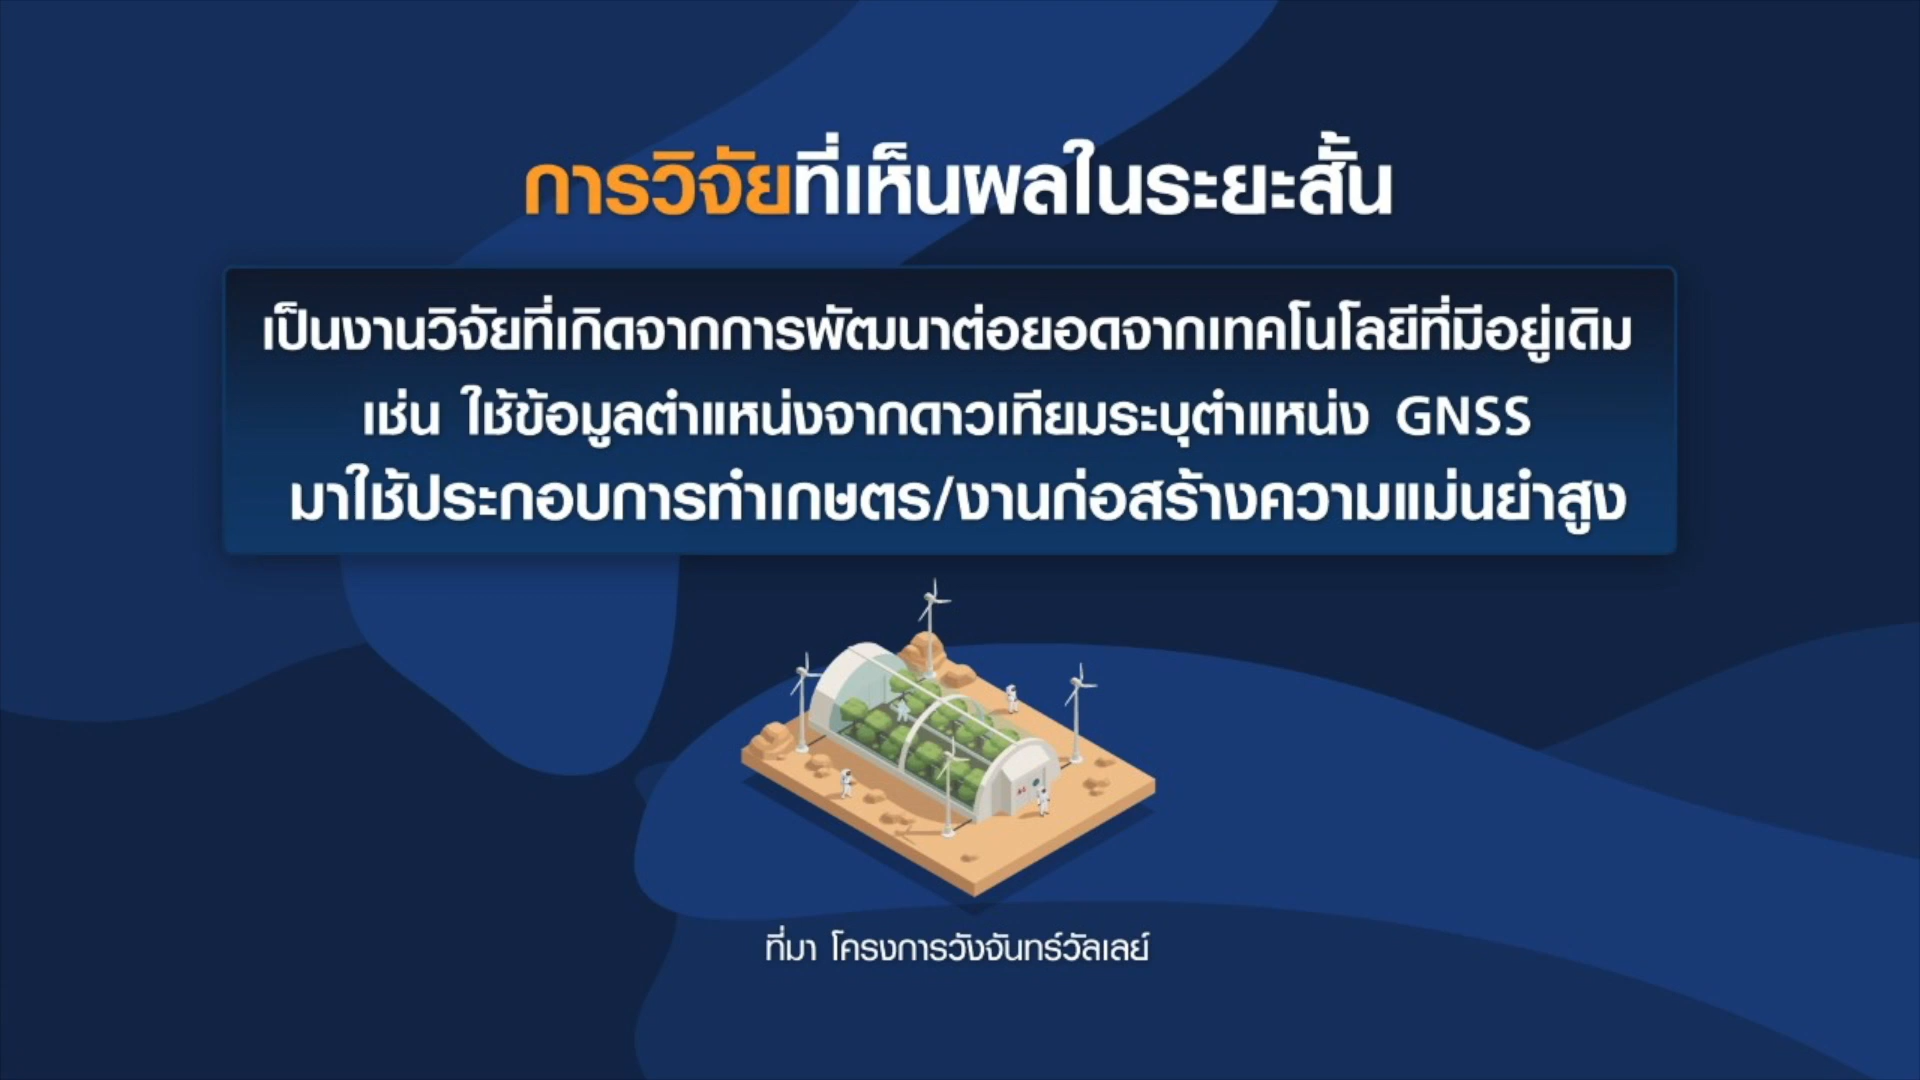 การวิจัยที่เห็นผลในระยะสั้น
เป็นงานวิจัยที่เกิดจากการพัฒนาต่อยอดจากเทคโนโลยีที่มีอยู่เดิม
เช่น ใช้ข้อมูลตำแหน่งจากดาวเทียมระบุตำแหน่ง GNSS
มาใช้ประกอบการทำเกษตร/งานก่อสร้างความแม่นยำสูง
ที่มา โครงการวังจันทร์วัลเลย์